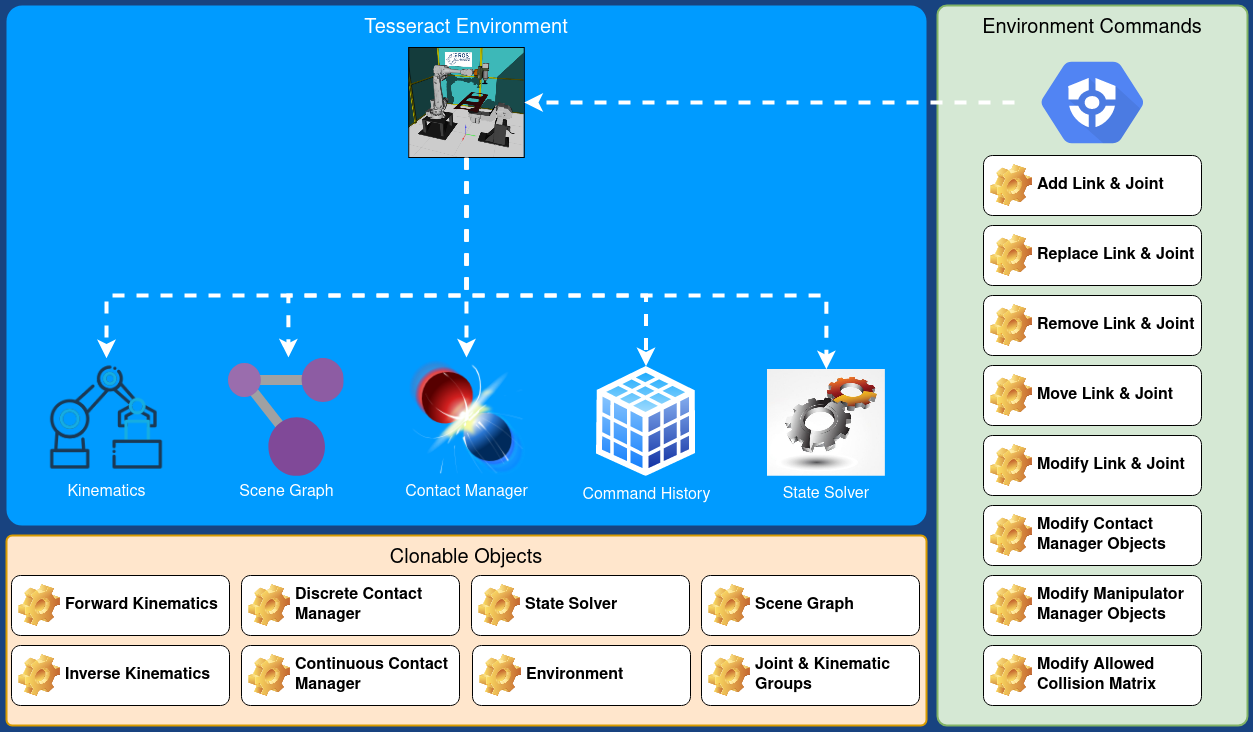 Tesseract Environment
Kinematics
Scene Graph
Contact Manager
Command History
State Solver
Environment Commands
Add Link & Joint
Replace Link & Joint
Remove Link & Joint
Move Link & Joint
Modify Link & Joint
Modify Contact
Manager Objects
Modify Manipulator
Manager Objects
Modify Allowed
Collision Matrix
Clonable Objects
Forward Kinematics
Discrete Contact
Manager
State Solver
Scene Graph
Inverse Kinematics
Continuous Contact
Manager
Environment
Joint & Kinematic
Groups